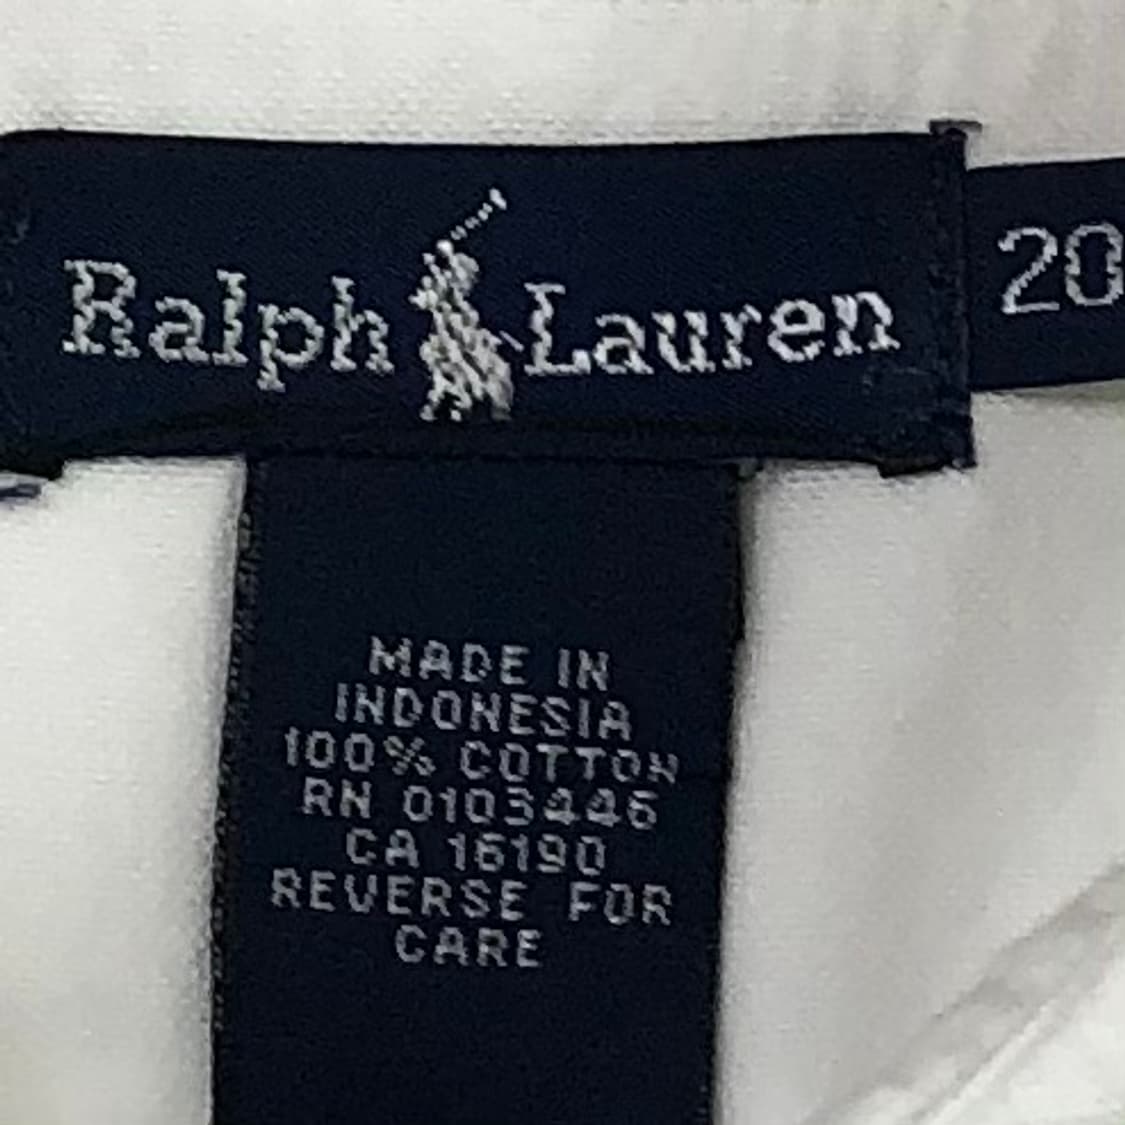 Ralph Lauren
20
MADE IN
INDONESIA
100% COTTON
RN 0103446
CA 16190
REVERSE FOR
CARE